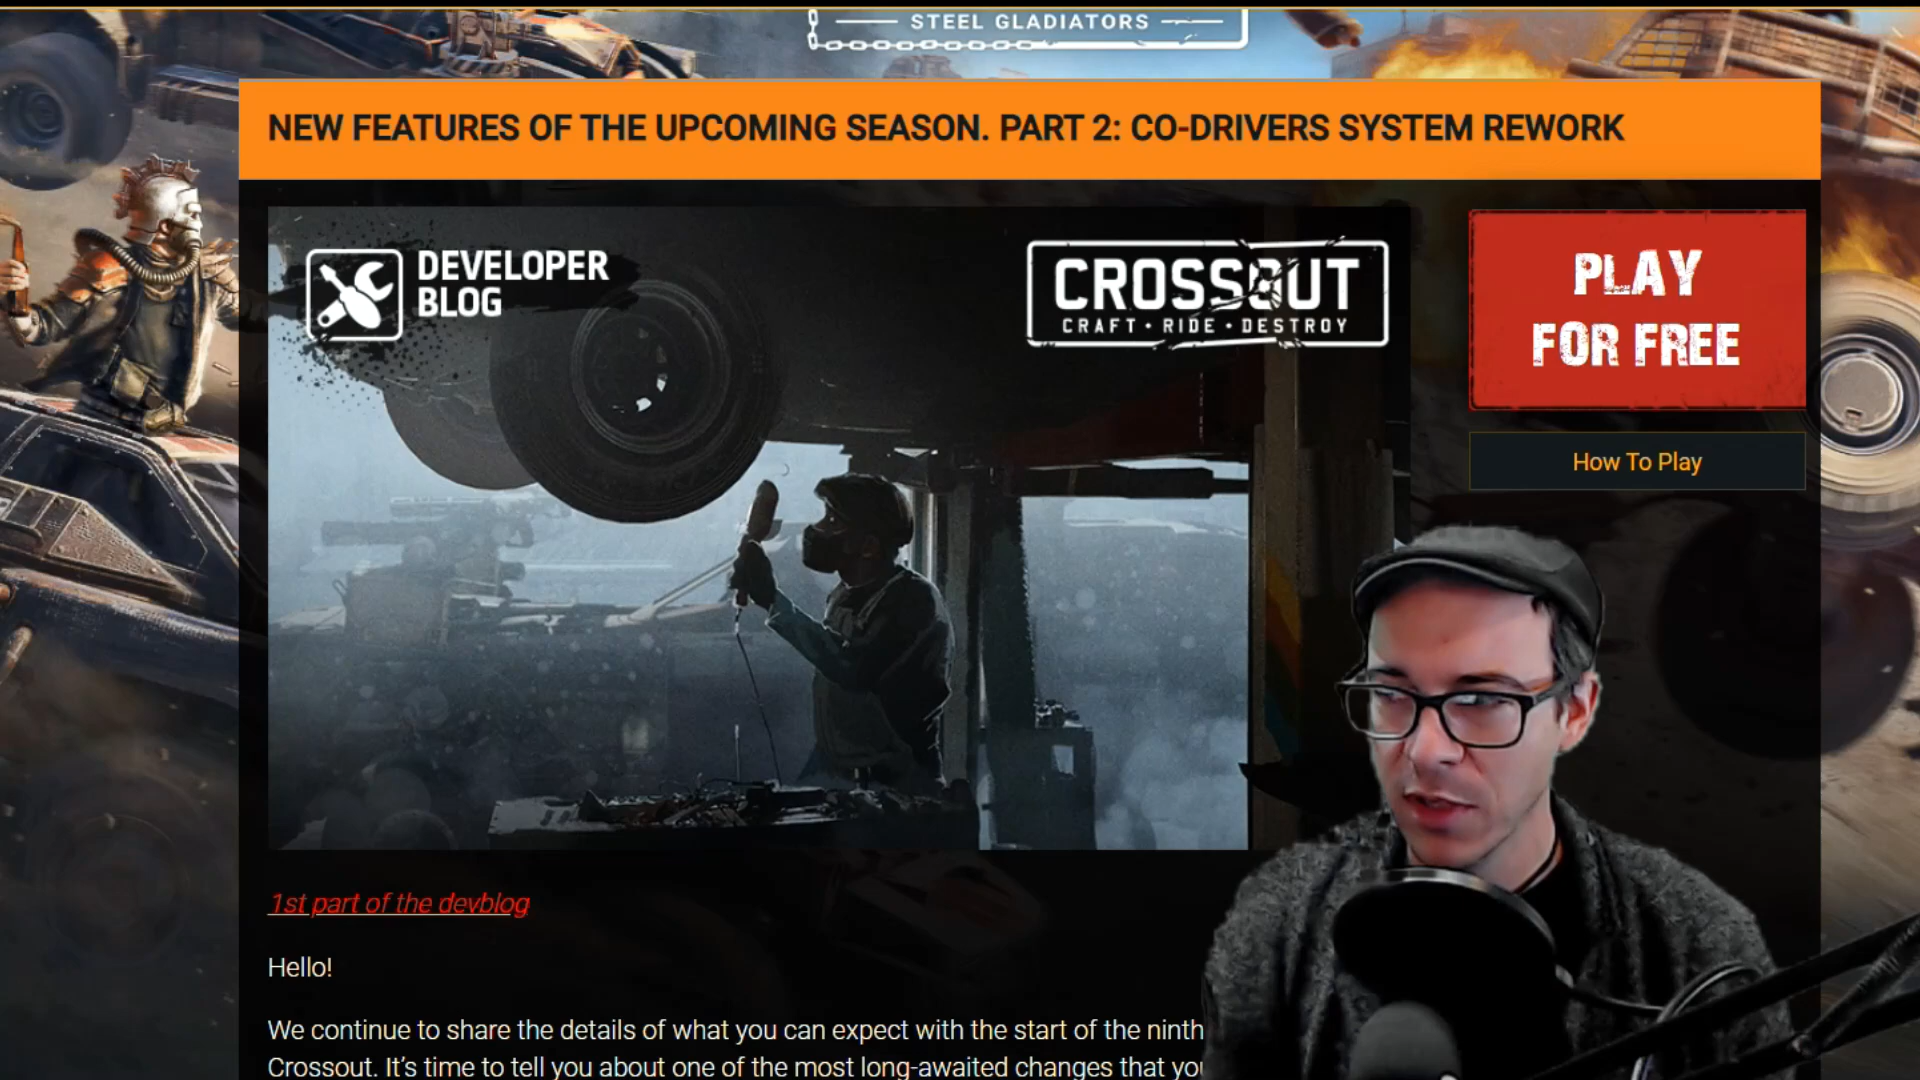 STEEL GLADIATORS
NEW FEATURES OF THE UPCOMING SEASON. PART 2: CO-DRIVERS SYSTEM REWORK
DEVELOPER
BLOG
CROSSOUT
CRAFT • RIDE • DESTROY
PLAY
FOR FREE
How To Play
1st part of the devblog
Hello!
We continue to share the details of what you can expect with the start of the ninth
Crossout. It's time to tell you about one of the most long-awaited changes that you